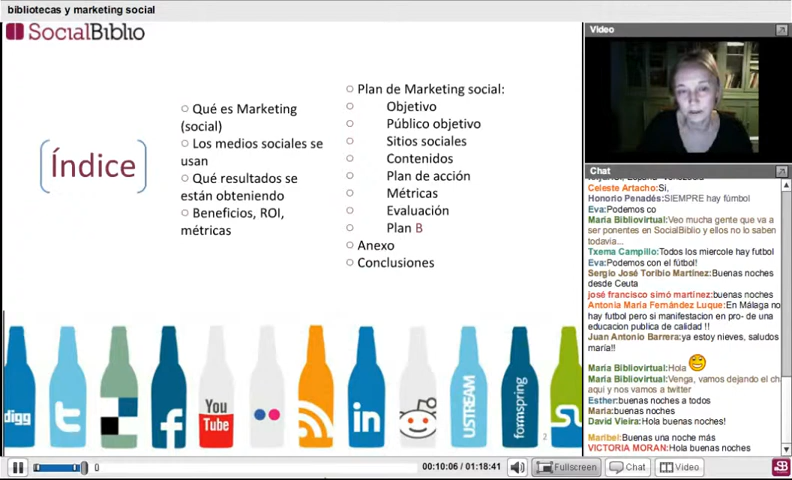 bibliotecas y marketing social
SocialBiblio
Índice
Qué es Marketing
(social)
Los medios sociales se
usan
Qué resultados se
están obteniendo
Beneficios, ROI,
métricas
Plan de Marketing social:
Objetivo
Público objetivo
Sitios sociales
Contenidos
Plan de acción
Métricas
Evaluación
Plan B
Anexo
Conclusiones
digg
You
Tube
in
USTREAM
formspring
2
Video
Chat
Celeste Artacho:Si,
Honorio Penadés:SIEMPRE hay fúmbol
Eva:Podemos co
Maria Bibliovirtual:Veo mucha gente que va a
ser ponentes en SocialBiblio y ellos no lo saben
todavia...
Txema Campillo:Todos los miercole hay futbol
Eva:Podemos con el fútbol!
Sergio José Toribio Martínez:Buenas noches
desde Ceuta
josé francisco simó martínez:buenas noches
Antonia María Fernández Luque:En Málaga no
hay futbol pero si manifestacion en pro- de una
educacion publica de calidad !!
Juan Antonio Barrera:ya estoy nieves, saludos
maría!!
Maria Bibliovirtual:Hola
Maria Bibliovirtual:Venga, vamos dejando el ch
aqui y nos vamos a twitter
Esther:buenas noches a todos
Maria:buenas noches
David Vieira:Hola buenas noches!
Maribel:Buenas una noche más
VICTORIA MORAN:Hola buenas noches
0
00:10:06 / 01:18:41
Fullscreen
Chat
Video